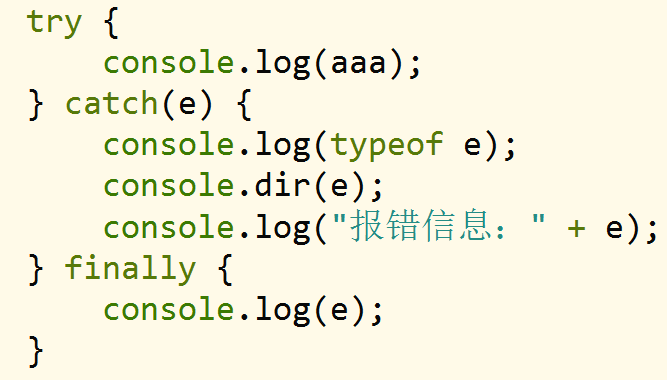 try {
    console.log(aaa);
} catch(e) {
    console.log(typeof e);
    console.dir(e);
    console.log("报错信息：" + e);
} finally {
    console.log(e);
}